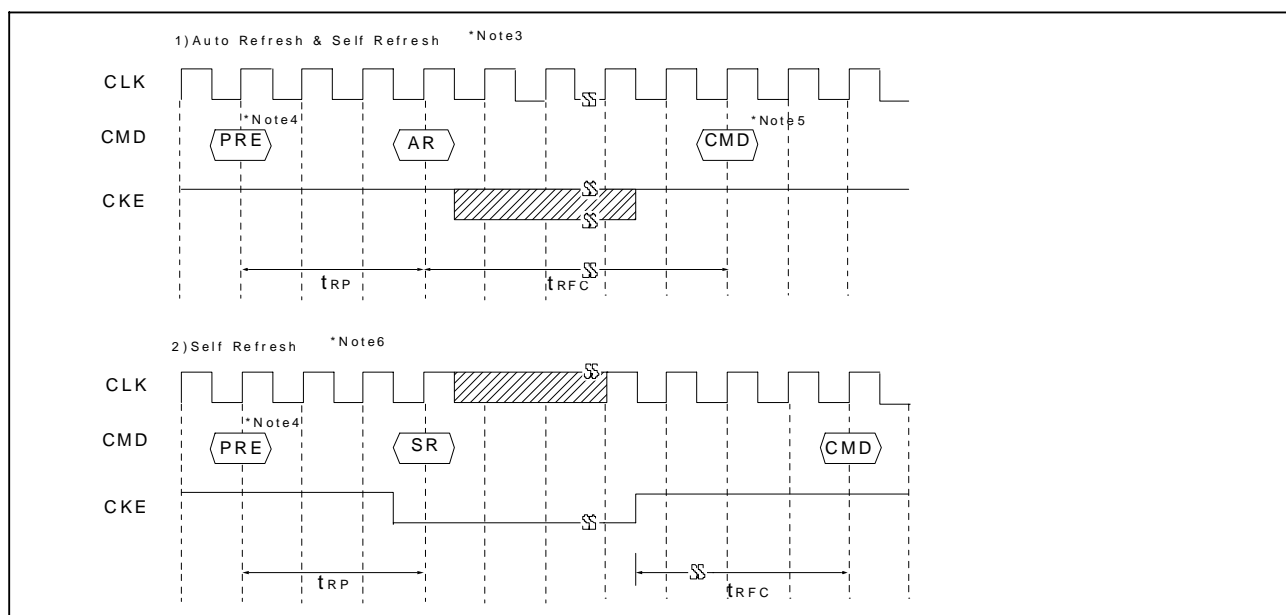 1)Auto Refresh & Self Refresh *Note3
CLK
CMD PRE *Note4 AR CMD *Note5
CKE
tRP tRFC
2)Self Refresh *Note6
CLK
CMD PRE *Note4 SR CMD
CKE
tRP tRFC